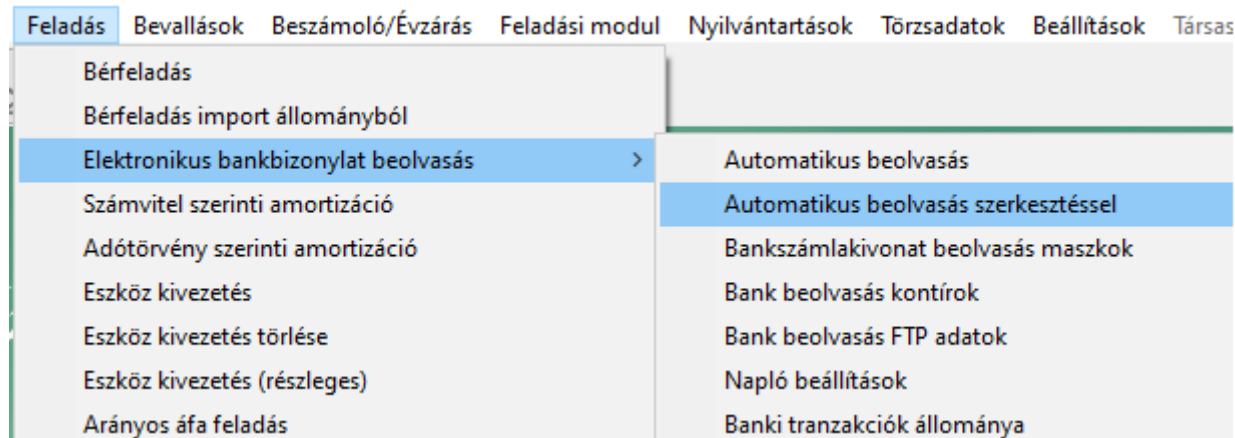 Feladás Bevallások Beszámoló/Évzárás Feladási modul Nyilvántartások Törzsadatok Beállítások Társas
Bérfeladás
Bérfeladás import állományból
Elektronikus bankbizonylat beolvasás >
Számvitel szerinti amortizáció
Adótörvény szerinti amortizáció
Eszköz kivezetés
Eszköz kivezetés törlése
Eszköz kivezetés (részleges)
Arányos áfa feladás
Automatikus beolvasás
Automatikus beolvasás szerkesztéssel
Bankszámlakivonat beolvasás maszkok
Bank beolvasás kontírok
Bank beolvasás FTP adatok
Napló beállítások
Banki tranzakciók állománya